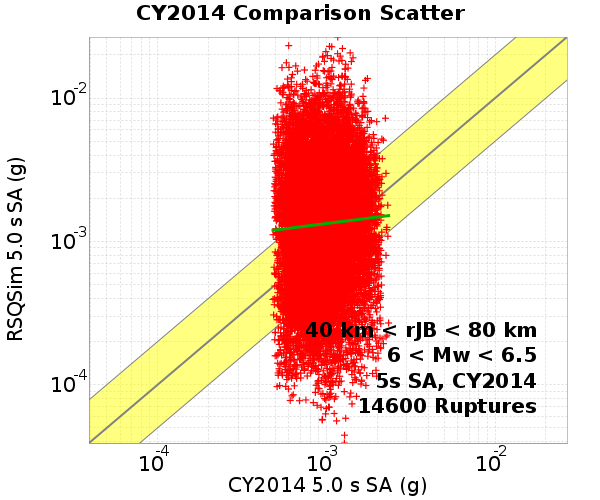 CY2014 Comparison Scatter
RSQSim 5.0 s SA (g)
10-2
10-3
10-4
40 km < rJB < 80 km
6 < Mw < 6.5
5s SA, CY2014
14600 Ruptures
10-4
10-3
10-2
CY2014 5.0 s SA (g)